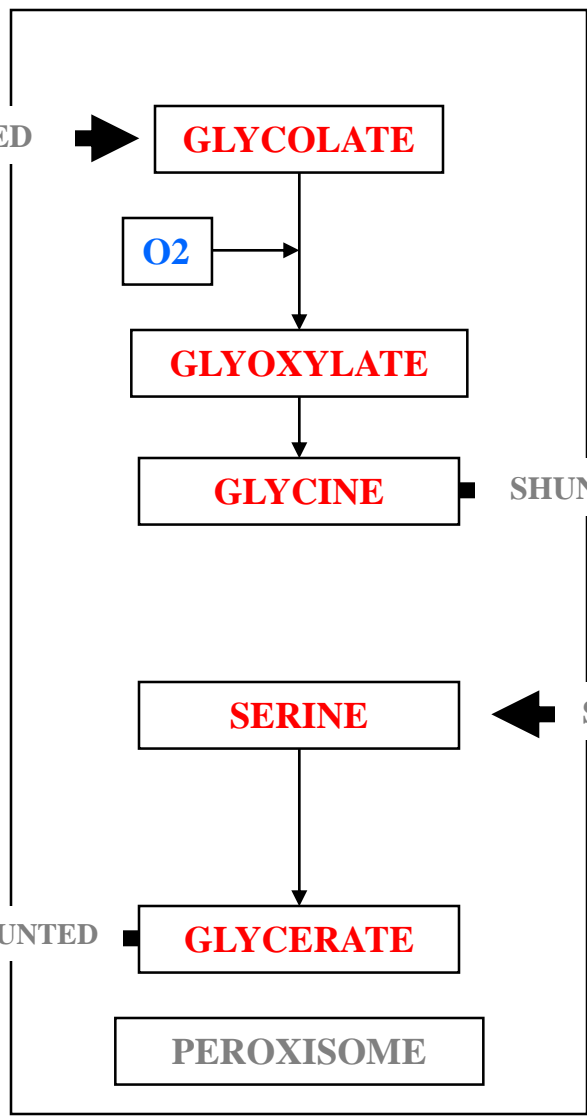 ED
GLYCOLATE
O2
GLYOXYLATE
GLYCINE
SHUN
SERINE
S
UNTED
GLYCERATE
PEROXISOME